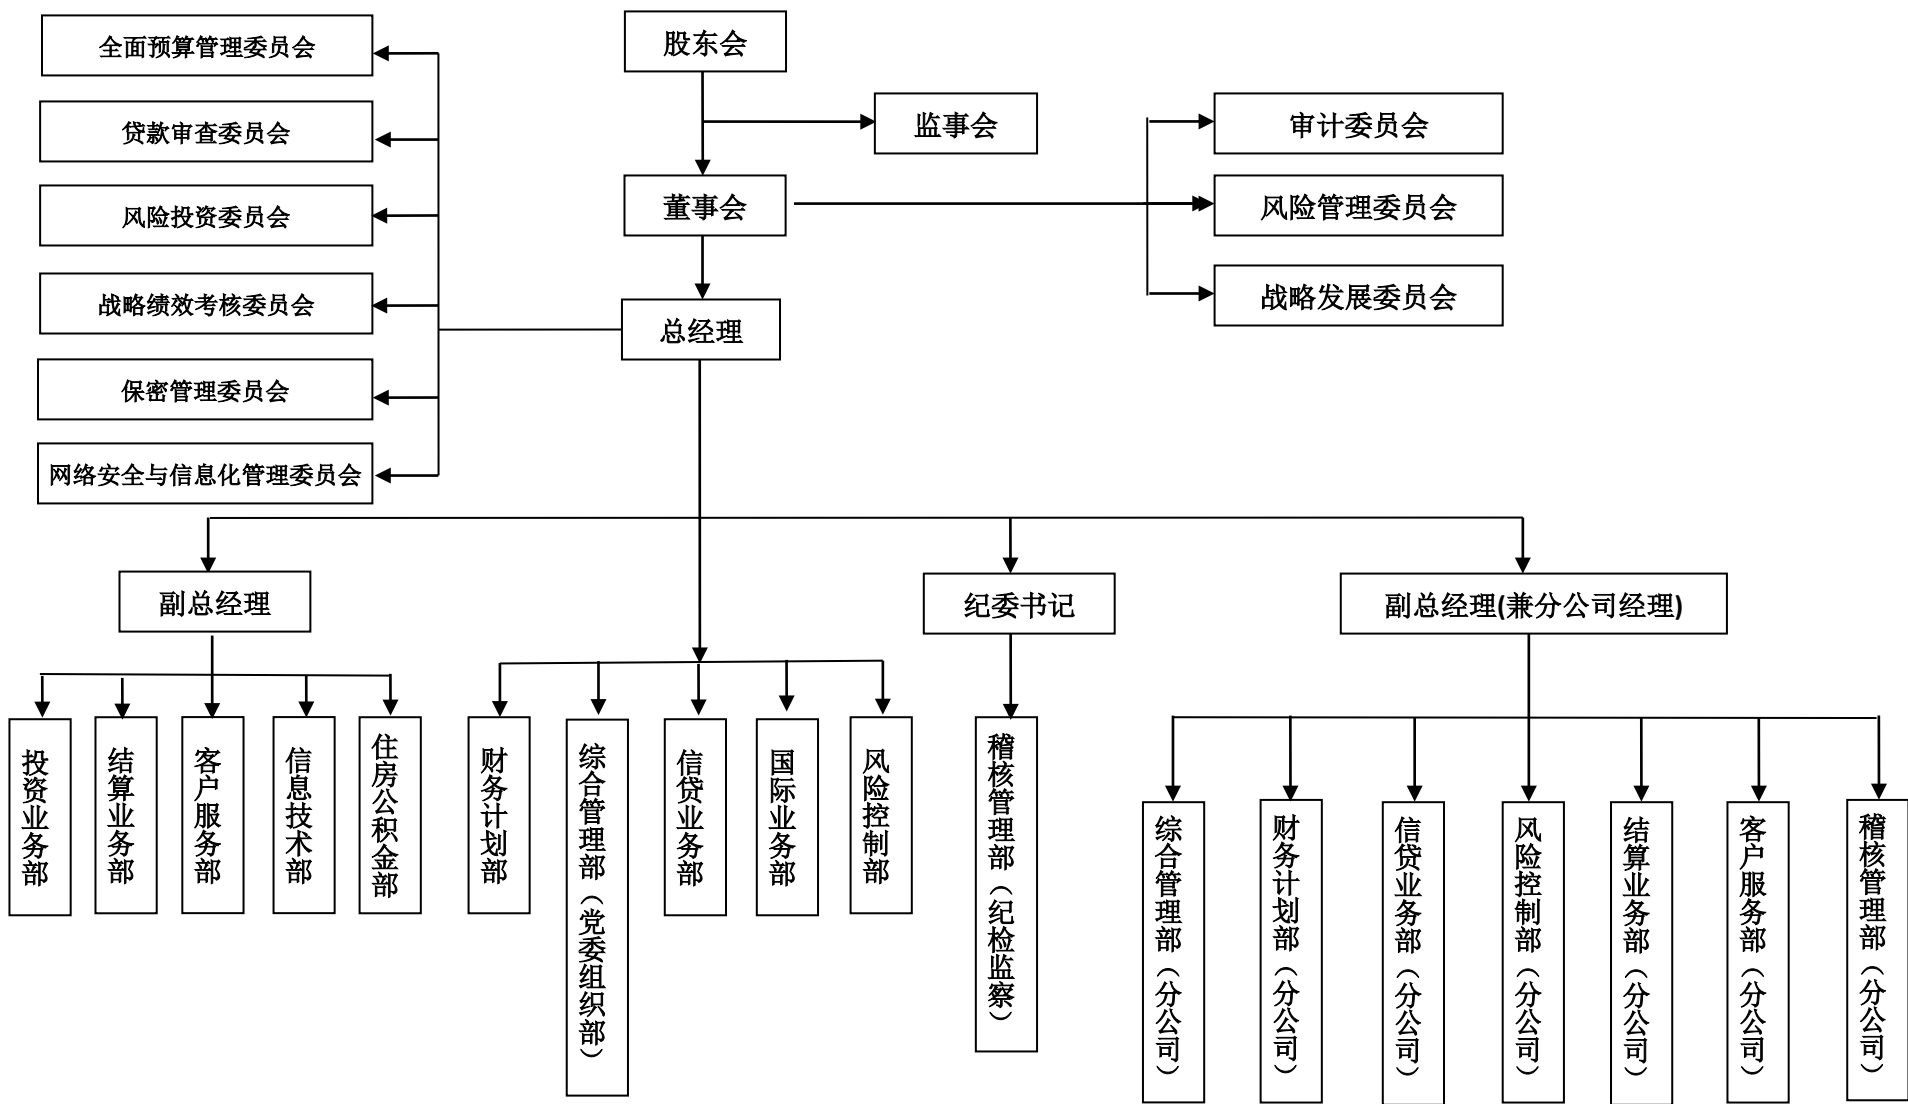 股东会
监事会
董事会
审计委员会
风险管理委员会
战略发展委员会
总经理
全面预算管理委员会
贷款审查委员会
风险投资委员会
战略绩效考核委员会
保密管理委员会
网络安全与信息化管理委员会
副总经理
纪委书记
副总经理(兼分公司经理)
投资业务部
结算业务部
客户服务部
信息技术部
住房公积金部
财务计划部
综合管理部（党委组织部）
信贷业务部
国际业务部
风险控制部
稽核管理部（纪检监察）
综合管理部（分公司）
财务计划部（分公司）
信贷业务部（分公司）
风险控制部（分公司）
结算业务部（分公司）
客户服务部（分公司）
稽核管理部（分公司）